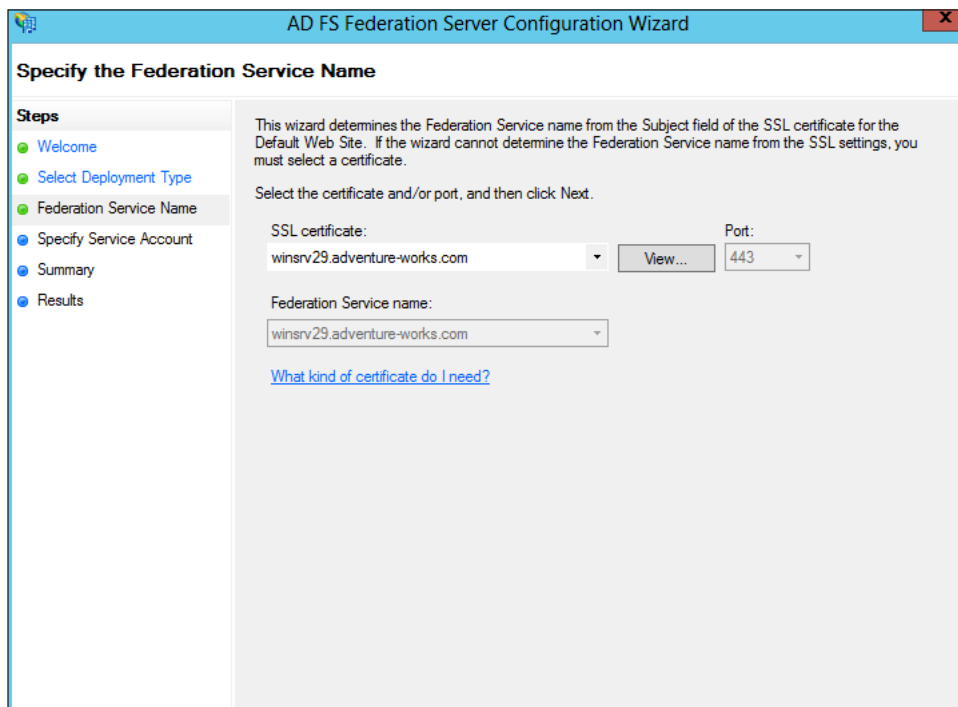 AD FS Federation Server Configuration Wizard
x
Specify the Federation Service Name
Steps
Welcome
Select Deployment Type
Federation Service Name
Specify Service Account
Summary
Results
This wizard determines the Federation Service name from the Subject field of the SSL certificate for the
Default Web Site. If the wizard cannot determine the Federation Service name from the SSL settings, you
must select a certificate.
Select the certificate and/or port, and then click Next.
SSL certificate: Port:
winsrv29.adventure-works.com View... 443
Federation Service name:
winsrv29.adventure-works.com
What kind of certificate do I need?